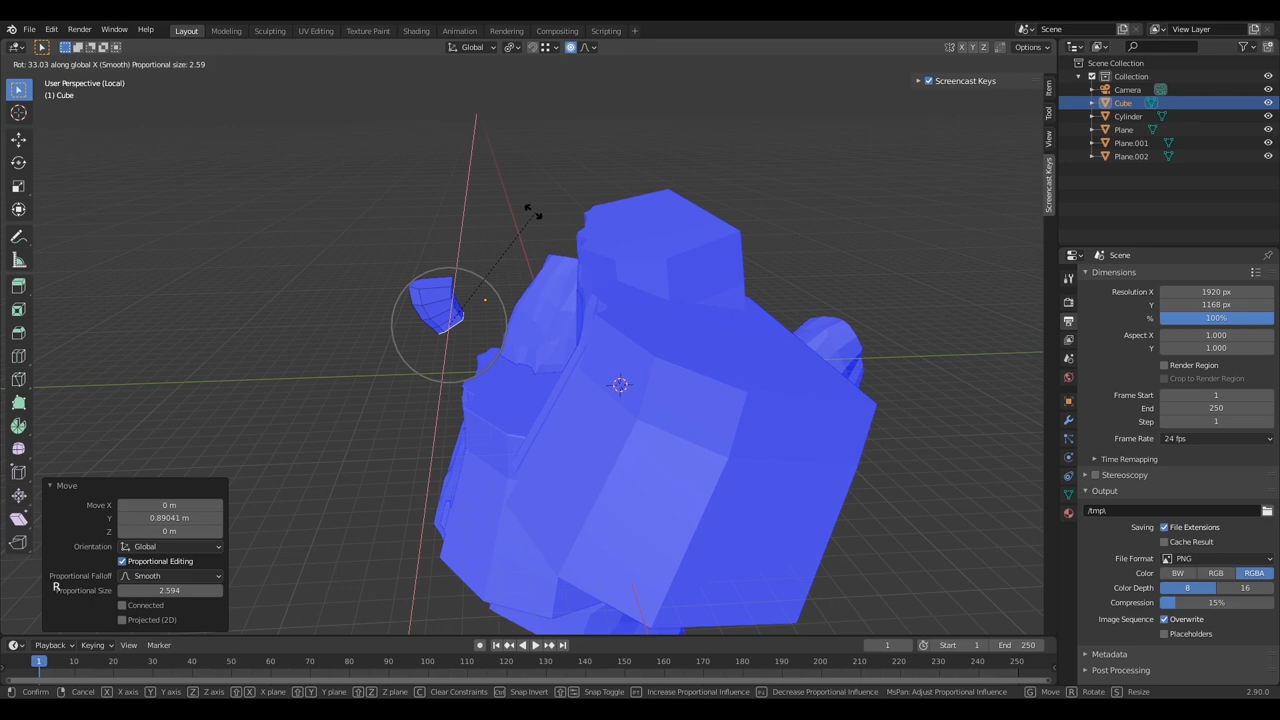 File Edit Render Window Help
Layout Modeling Sculpting UV Editing Texture Paint Shading Animation Rendering Compositing Scripting
Scene View Layer
Global X Y Z Options
Rot: 33.03 along global X (Smooth) Proportional size: 2.59
User Perspective (Local)
(1) Cube
Screencast Keys
Item
Tool
View
Screencast Keys
Scene Collection
Collection
Camera
Cube
Cylinder
Plane
Plane.001
Plane.002
Scene
Dimensions
Resolution X 1920 px
Y 1168 px
% 100%
Aspect X 1.000
Y 1.000
Render Region
Crop to Render Region
Frame Start 1
End 250
Step 1
Frame Rate 24 fps
Time Remapping
Stereoscopy
Output
/tmp\
Saving File Extensions
Cache Result
File Format PNG
Color BW RGB RGBA
Color Depth 8 16
Compression 15%
Image Sequence Overwrite
Placeholders
Metadata
Post Processing
Move
Move X 0 m
Y 0.89041 m
Z 0 m
Orientation Global
Proportional Editing
Proportional Falloff Smooth
R
Proportional Size 2.594
Connected
Projected (2D)
Playback Keying View Marker 1 Start 1 End 250
1 10 20 30 40 50 60 70 80 90 100 110 120 130 140 150 160 170 180 190 200 210 220 230 240 250
Confirm Cancel X X axis Y Y axis Z Z axis X X plane Y Y plane Z Z plane C Clear Constraints Snap Invert Snap Toggle Increase Proportional Influence Decrease Proportional Influence MsPan: Adjust Proportional Influence G Move R Rotate S Resize 2.90.0